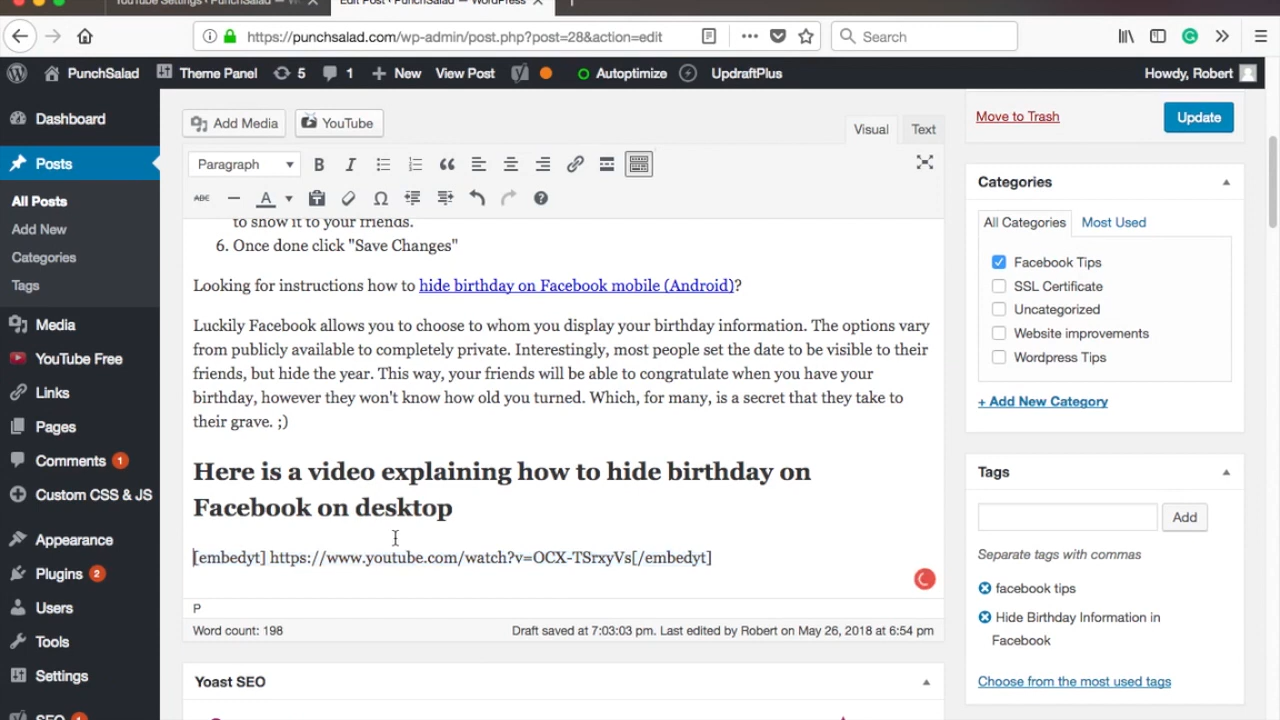 YouTube Settings ‹ PunchSalad — W
Edit Post ‹ PunchSalad — WordPress
https://punchsalad.com/wp-admin/post.php?post=28&action=edit
Search
PunchSalad
Theme Panel
5
1
New
View Post
Autoptimize
UpdraftPlus
Howdy, Robert
Dashboard
Posts
All Posts
Add New
Categories
Tags
Media
YouTube Free
Links
Pages
Comments 1
Custom CSS & JS
Appearance
Plugins 2
Users
Tools
Settings
SEO
Add Media
YouTube
Visual
Text
Paragraph
B I
ABC
A
to show it to your friends.
6. Once done click "Save Changes"
Looking for instructions how to hide birthday on Facebook mobile (Android)?
Luckily Facebook allows you to choose to whom you display your birthday information. The options vary
from publicly available to completely private. Interestingly, most people set the date to be visible to their
friends, but hide the year. This way, your friends will be able to congratulate when you have your
birthday, however they won't know how old you turned. Which, for many, is a secret that they take to
their grave. ;)
Here is a video explaining how to hide birthday on
Facebook on desktop
[embedyt] https://www.youtube.com/watch?v=OCX-TSrxyVs[/embedyt]
P
Word count: 198
Draft saved at 7:03:03 pm. Last edited by Robert on May 26, 2018 at 6:54 pm
Yoast SEO
Move to Trash
Update
Categories
All Categories
Most Used
Facebook Tips
SSL Certificate
Uncategorized
Website improvements
Wordpress Tips
+ Add New Category
Tags
Add
Separate tags with commas
facebook tips
Hide Birthday Information in
Facebook
Choose from the most used tags